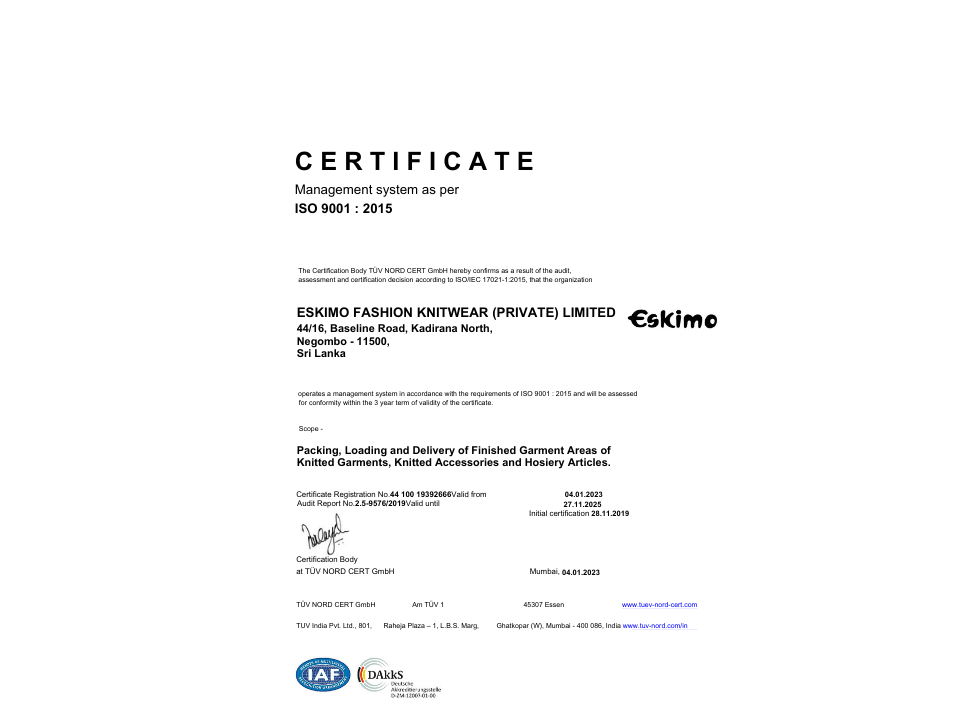 CERTIFICATE
Management system as per
ISO 9001 : 2015
The Certification Body TÜV NORD CERT GmbH hereby confirms as a result of the audit,
assessment and certification decision according to ISO/IEC 17021-1:2015, that the organization
ESKIMO FASHION KNITWEAR (PRIVATE) LIMITED
Eskimo
44/16, Baseline Road, Kadirana North,
Negombo - 11500,
Sri Lanka
operates a management system in accordance with the requirements of ISO 9001 : 2015 and will be assessed
for conformity within the 3 year term of validity of the certificate.
Scope -
Packing, Loading and Delivery of Finished Garment Areas of
Knitted Garments, Knitted Accessories and Hosiery Articles.
Certificate Registration No.44 100 19392666Valid from 04.01.2023
Audit Report No.2.5-9576/2019Valid until 27.11.2025
Initial certification 28.11.2019
Certification Body
at TÜV NORD CERT GmbH Mumbai, 04.01.2023
TÜV NORD CERT GmbH Am TÜV 1 45307 Essen www.tuev-nord-cert.com
TUV India Pvt. Ltd., 801, Raheja Plaza – 1, L.B.S. Marg, Ghatkopar (W), Mumbai - 400 086, India www.tuv-nord.com/in
IAF
DAkkS
Deutsche
Akkreditierungsstelle
D-ZM-12007-01-00